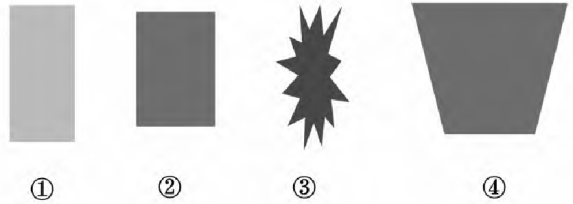 ① ② ③ ④